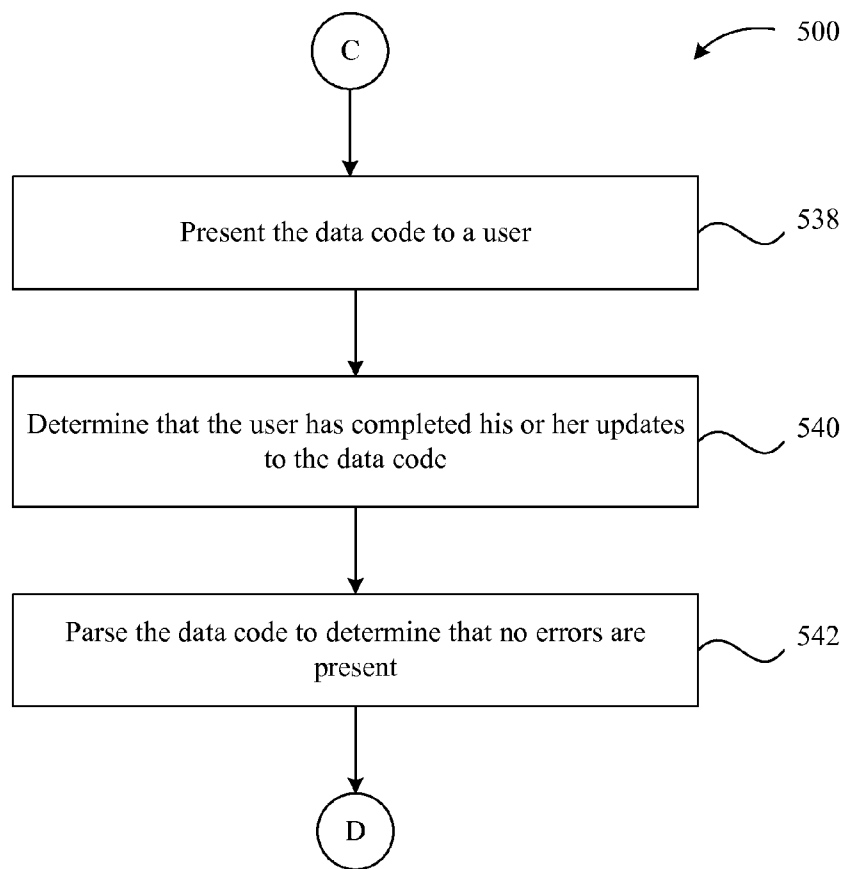 C
500
Present the data code to a user
538
Determine that the user has completed his or her updates
to the data code
540
Parse the data code to determine that no errors are
present
542
D